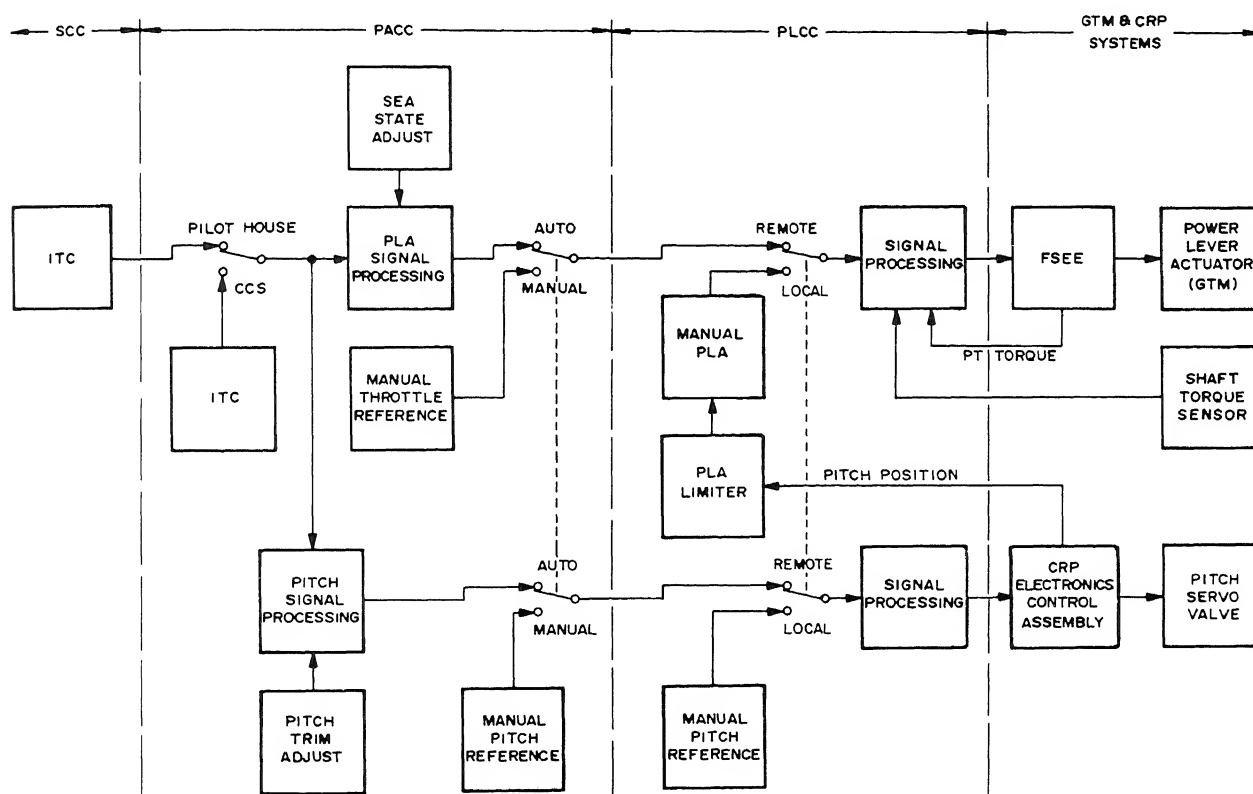 SCC
PACC
PLCC
GTM & CRP
SYSTEMS
SEA
STATE
ADJUST
ITC
PILOT HOUSE
CCS
PLA
SIGNAL
PROCESSING
AUTO
MANUAL
REMOTE
LOCAL
SIGNAL
PROCESSING
FSEE
POWER
LEVER
ACTUATOR
(GTM)
ITC
MANUAL
THROTTLE
REFERENCE
MANUAL
PLA
PT TORQUE
SHAFT
TORQUE
SENSOR
PLA
LIMITER
PITCH POSITION
PITCH
SIGNAL
PROCESSING
AUTO
MANUAL
REMOTE
LOCAL
SIGNAL
PROCESSING
CRP
ELECTRONICS
CONTROL
ASSEMBLY
PITCH
SERVO
VALVE
PITCH
TRIM
ADJUST
MANUAL
PITCH
REFERENCE
MANUAL
PITCH
REFERENCE